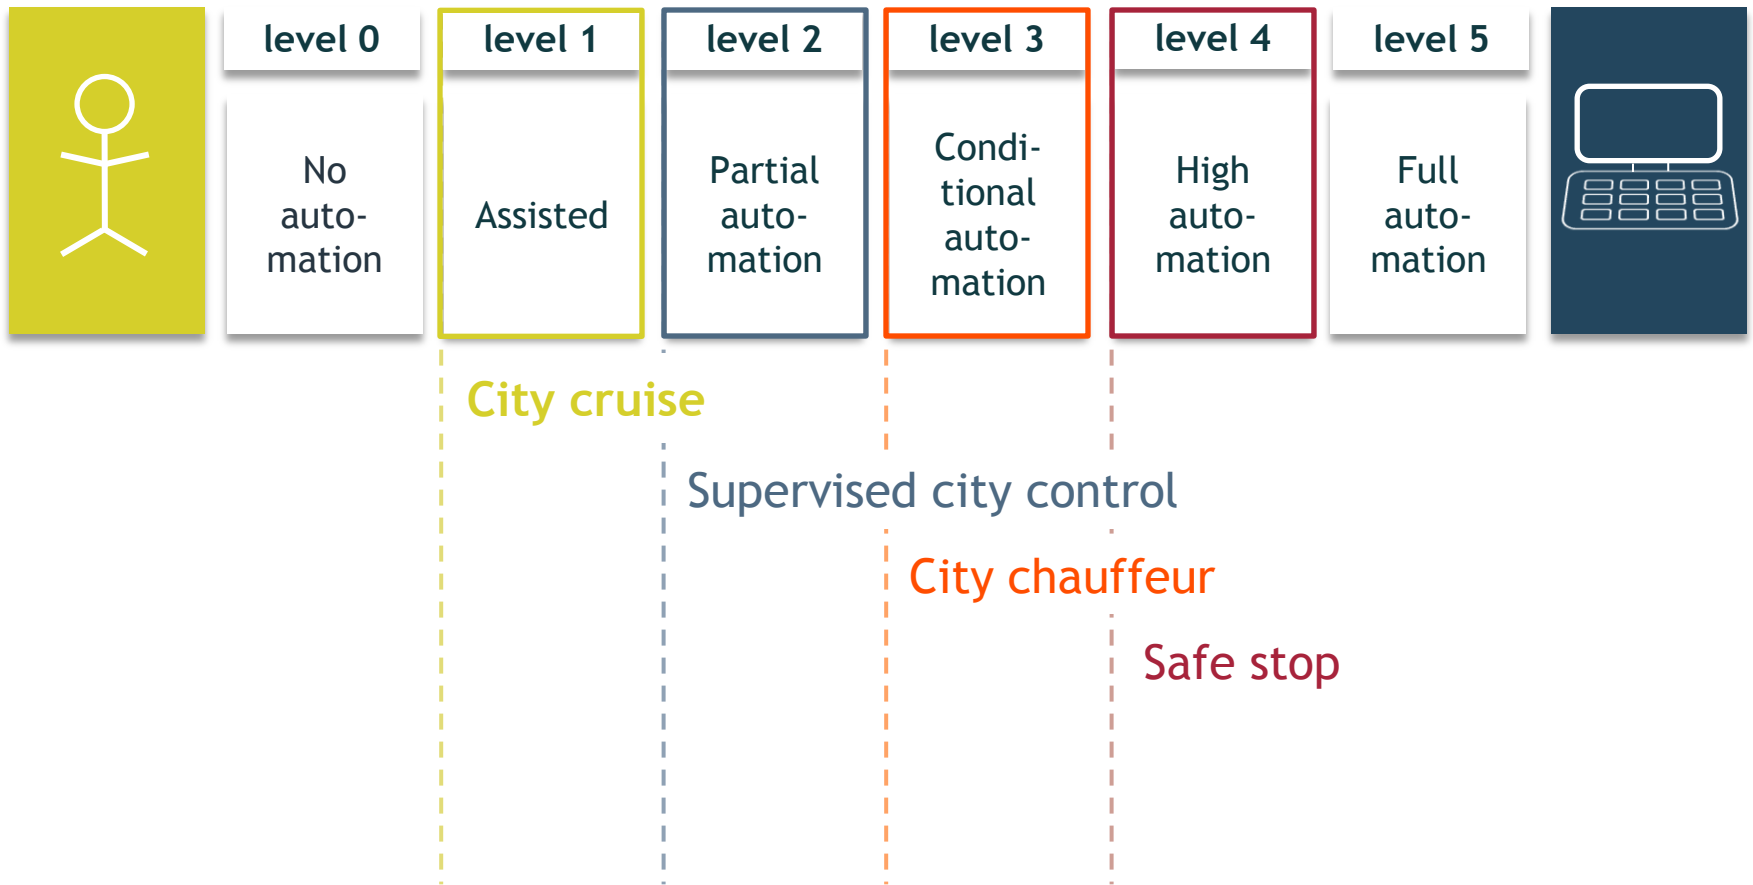 level 0
level 1
level 2
level 3
level 4
level 5
No
auto-
mation
Assisted
Partial
auto-
mation
Condi-
tional
auto-
mation
High
auto-
mation
Full
auto-
mation
City cruise
Supervised city control
City chauffeur
Safe stop